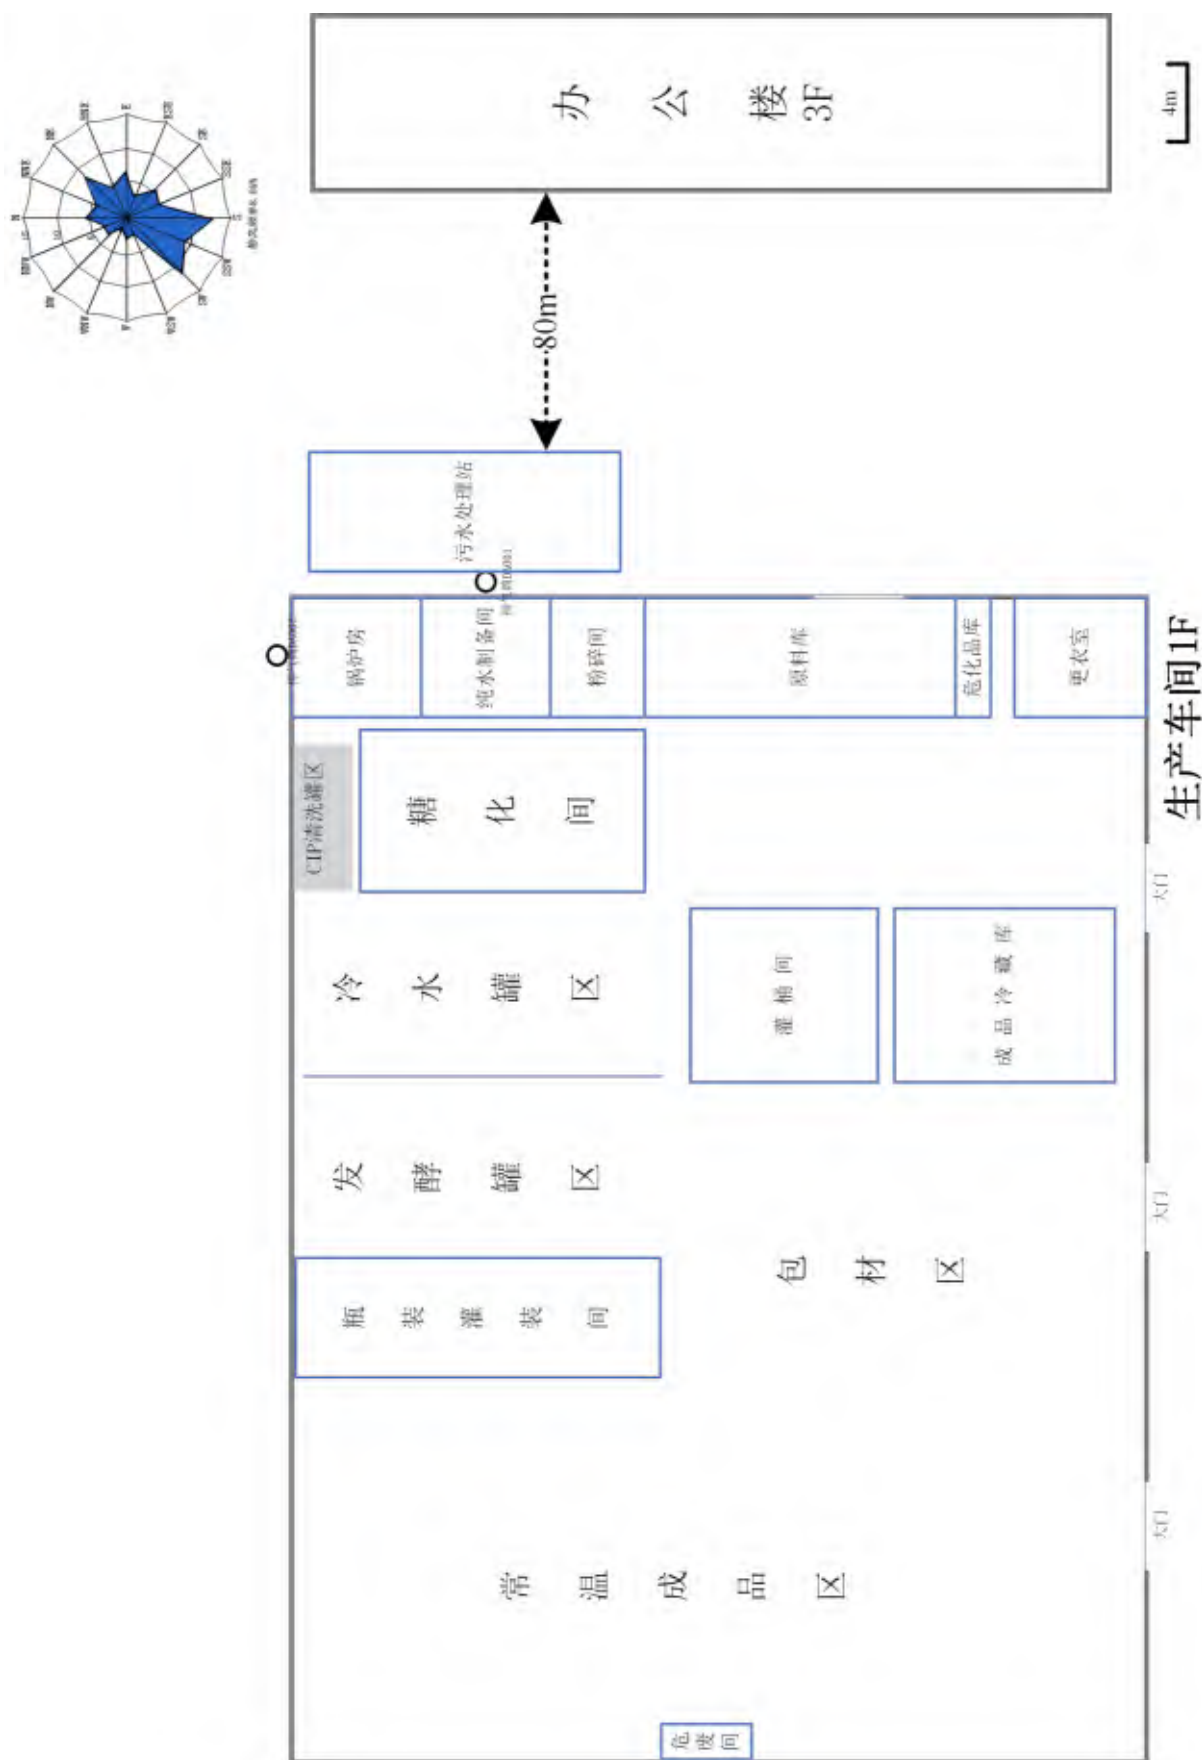 办公楼
3F
4m
N
E
S
80m
污水处理站
锅炉房
纯水制备间
粉碎间
原料库
危化品库
更衣室
生产车间1F
CIP清洗罐区
糖化间
冷水罐区
灌桶间
成品冷藏库
大门
发酵罐区
大门
包材区
瓶装灌装间
大门
常温成品区
危废间